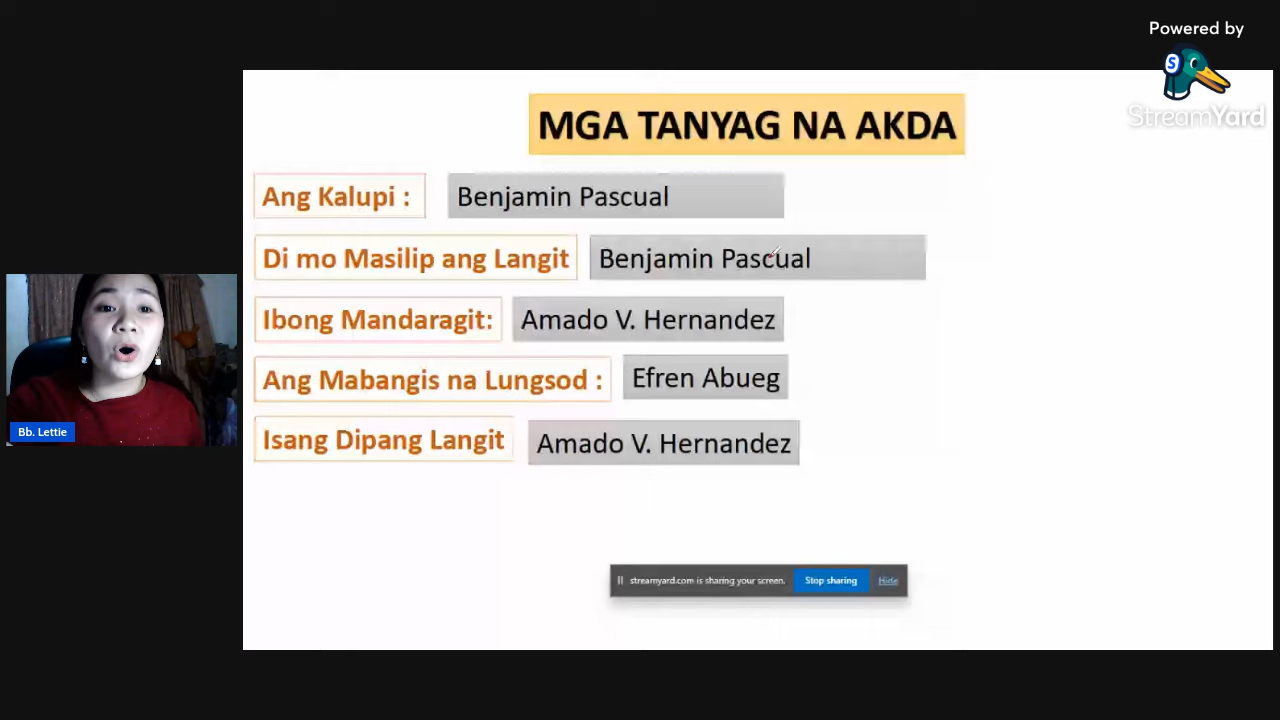 Powered by
StreamYard
MGA TANYAG NA AKDA
Ang Kalupi : Benjamin Pascual
Di mo Masilip ang Langit Benjamin Pascual
Ibong Mandaragit: Amado V. Hernandez
Ang Mabangis na Lungsod : Efren Abueg
Isang Dipang Langit Amado V. Hernandez
Bb. Lettie
streamyard.com is sharing your screen. Stop sharing Hide